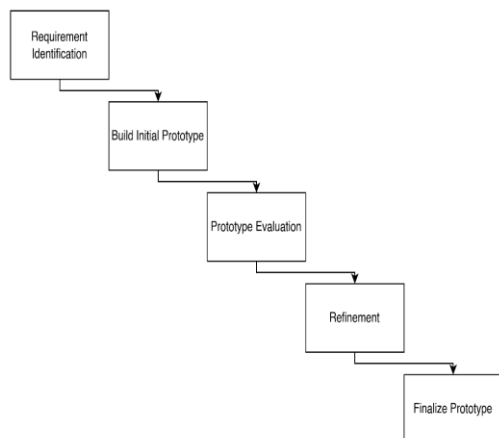 Requirement
Identification
Build Initial Prototype
Prototype Evaluation
Refinement
Finalize Prototype